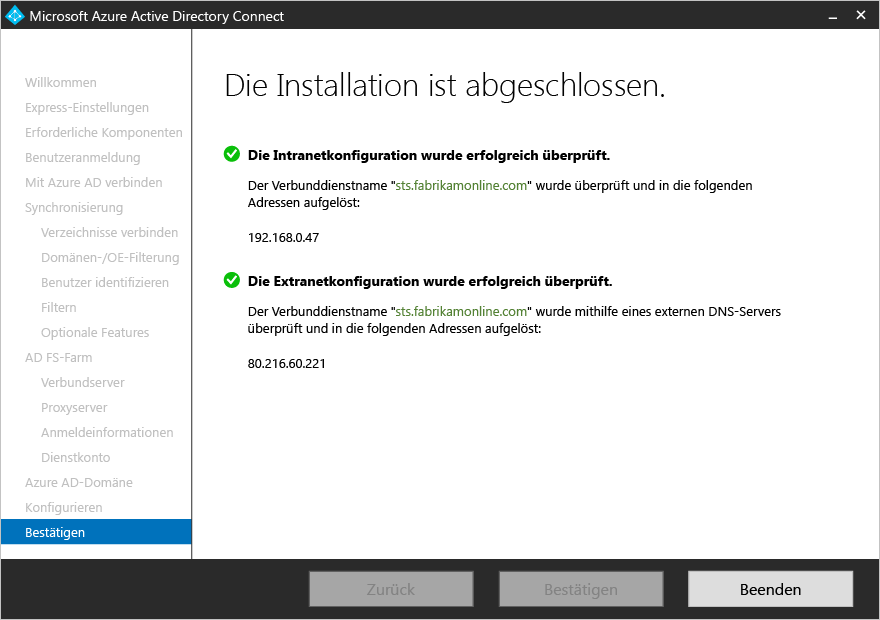 Microsoft Azure Active Directory Connect
Willkommen
Express-Einstellungen
Erforderliche Komponenten
Benutzeranmeldung
Mit Azure AD verbinden
Synchronisierung
Verzeichnisse verbinden
Domänen-/OE-Filterung
Benutzer identifizieren
Filtern
Optionale Features
AD FS-Farm
Verbundserver
Proxyserver
Anmeldeinformationen
Dienstkonto
Azure AD-Domäne
Konfigurieren
Bestätigen
Die Installation ist abgeschlossen.
Die Intranetkonfiguration wurde erfolgreich überprüft.
Der Verbunddienstname "sts.fabrikamonline.com" wurde überprüft und in die folgenden
Adressen aufgelöst:
192.168.0.47
Die Extranetkonfiguration wurde erfolgreich überprüft.
Der Verbunddienstname "sts.fabrikamonline.com" wurde mithilfe eines externen DNS-Servers
überprüft und in die folgenden Adressen aufgelöst:
80.216.60.221
Zurück
Bestätigen
Beenden